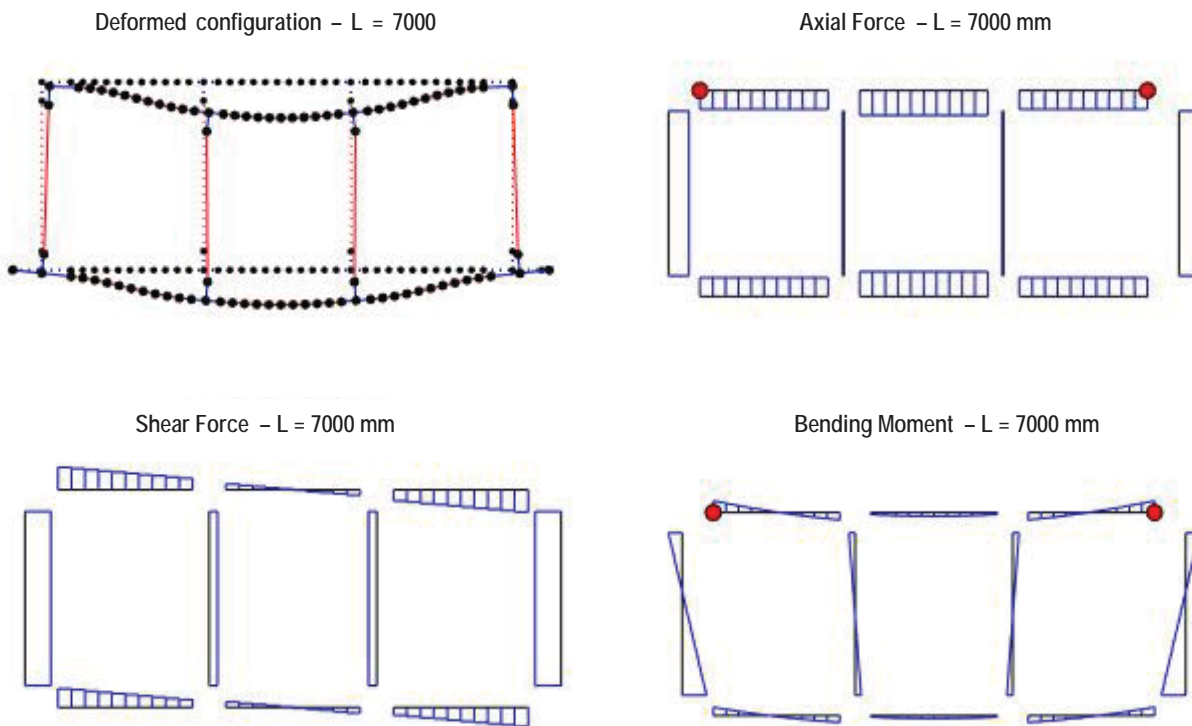 Deformed configuration – L = 7000
Axial Force – L = 7000 mm
Shear Force – L = 7000 mm
Bending Moment – L = 7000 mm